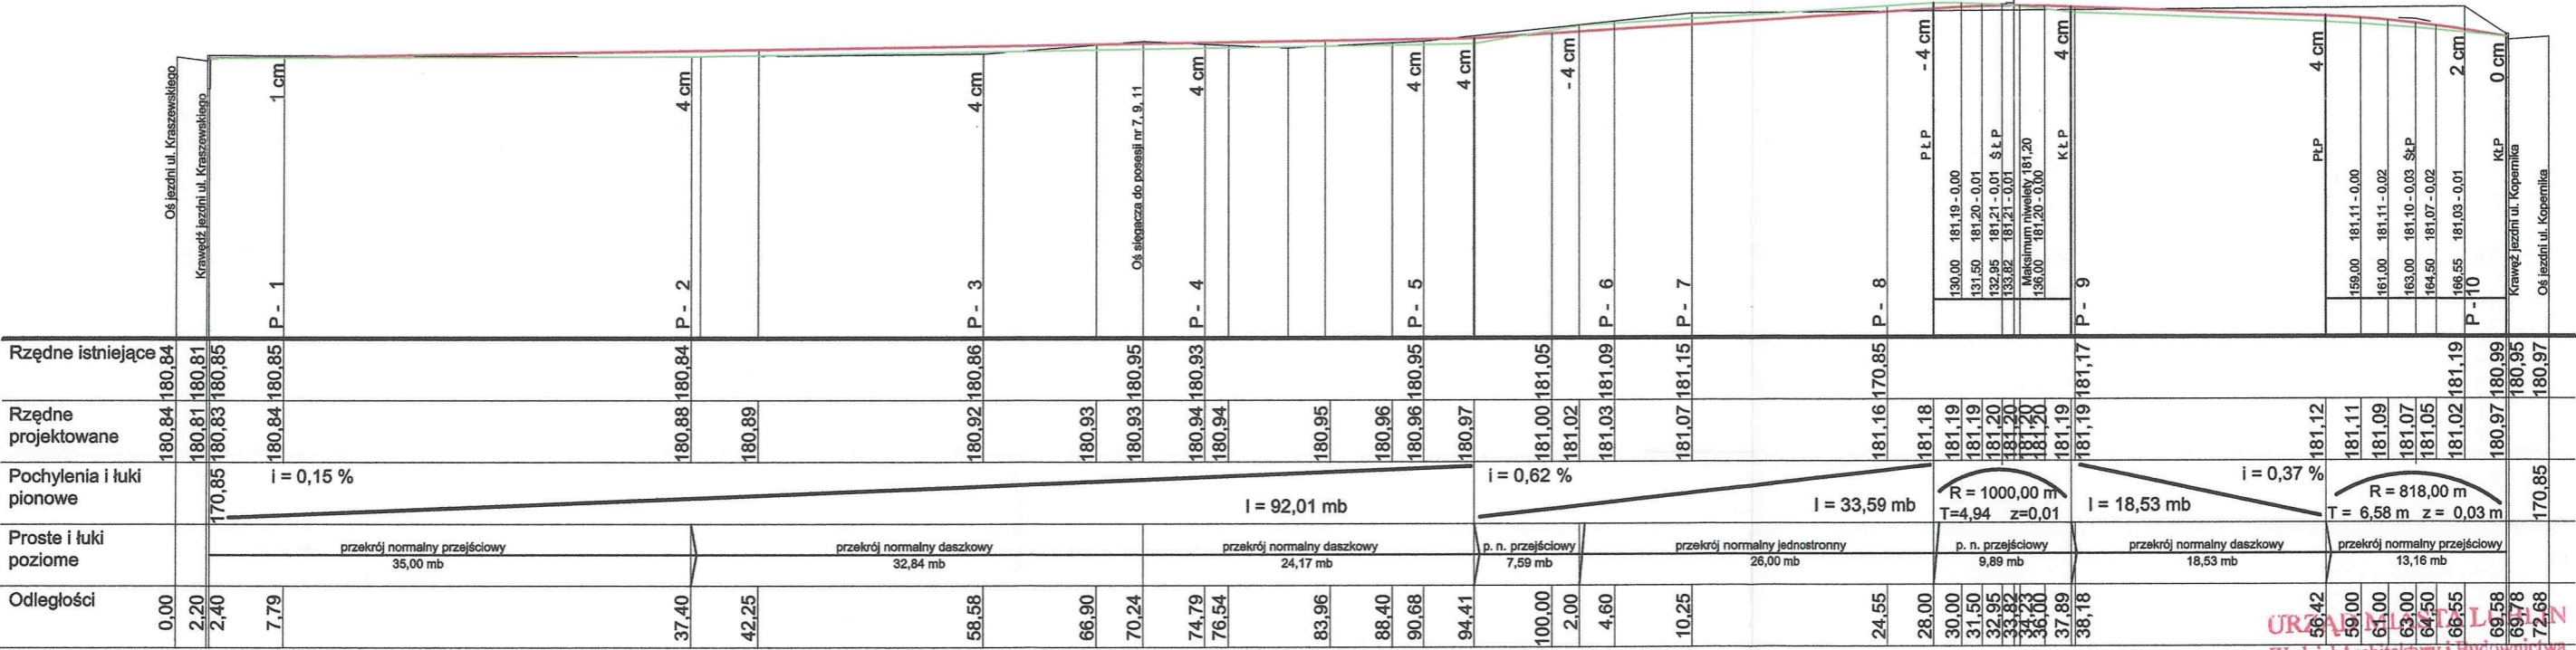 Oś jezdni ul. Kraszewskiego
Krawędź jezdni ul. Kraszewskiego
1 cm
4 cm
4 cm
Oś sięgacza do posesji nr 7, 9, 11
4 cm
4 cm
4 cm
- 4 cm
- 4 cm
PŁP
130,00 181,19 - 0,00
131,50 181,20 - 0,01
132,95 181,21 - 0,01 ŚŁP
133,82 181,21 - 0,01
Maksimum niwelety 181,20
136,00 181,20 - 0,00
4 cm
KŁP
4 cm
PŁP
159,00 181,11 - 0,00
161,00 181,11 - 0,02
163,00 181,10 - 0,03 ŚŁP
164,50 181,07 - 0,02
166,55 181,03 - 0,01
2 cm
0 cm
KŁP
Krawęź jezdni ul. Kopernika
Oś jezdni ul. Kopernika
P - 1
P - 2
P - 3
P - 4
P - 5
P - 6
P - 7
P - 8
P - 9
P - 10
Rzędne istniejące 180,84 180,81 180,85 180,85 180,84 180,86 180,95 180,93 180,95 181,05 181,09 181,15 170,85 181,17 181,19 180,99 180,95 180,97
Rzędne
projektowane
180,84 180,81 180,83 180,84 180,88 180,89 180,92 180,93 180,93 180,94 180,94 180,95 180,96 180,96 180,97 181,00 181,02 181,03 181,07 181,16 181,18 181,19 181,19 181,20 181,20 181,20 181,20 181,19 181,19 181,12 181,11 181,09 181,07 181,05 181,02 180,97
Pochylenia i łuki
pionowe
170,85
i = 0,15 %
l = 92,01 mb
i = 0,62 %
l = 33,59 mb
R = 1000,00 m
T=4,94 z=0,01
i = 0,37 %
l = 18,53 mb
R = 818,00 m
T = 6,58 m z = 0,03 m
170,85
Proste i łuki
poziome
przekrój normalny przejściowy
35,00 mb
przekrój normalny daszkowy
32,84 mb
przekrój normalny daszkowy
24,17 mb
p. n. przejściowy
7,59 mb
przekrój normalny jednostronny
26,00 mb
p. n. przejściowy
9,89 mb
przekrój normalny daszkowy
18,53 mb
przekrój normalny przejściowy
13,16 mb
Odległości 0,00 2,20 2,40 7,79 37,40 42,25 58,58 66,90 70,24 74,79 76,54 83,96 88,40 90,68 94,41 100,00 2,00 4,60 10,25 24,55 28,00 30,00 31,50 32,95 33,82 34,23 36,00 37,89 38,18 56,42 59,00 61,00 63,00 64,50 66,55 69,58 69,78 72,68
URZĄD MIASTA LUBLIN